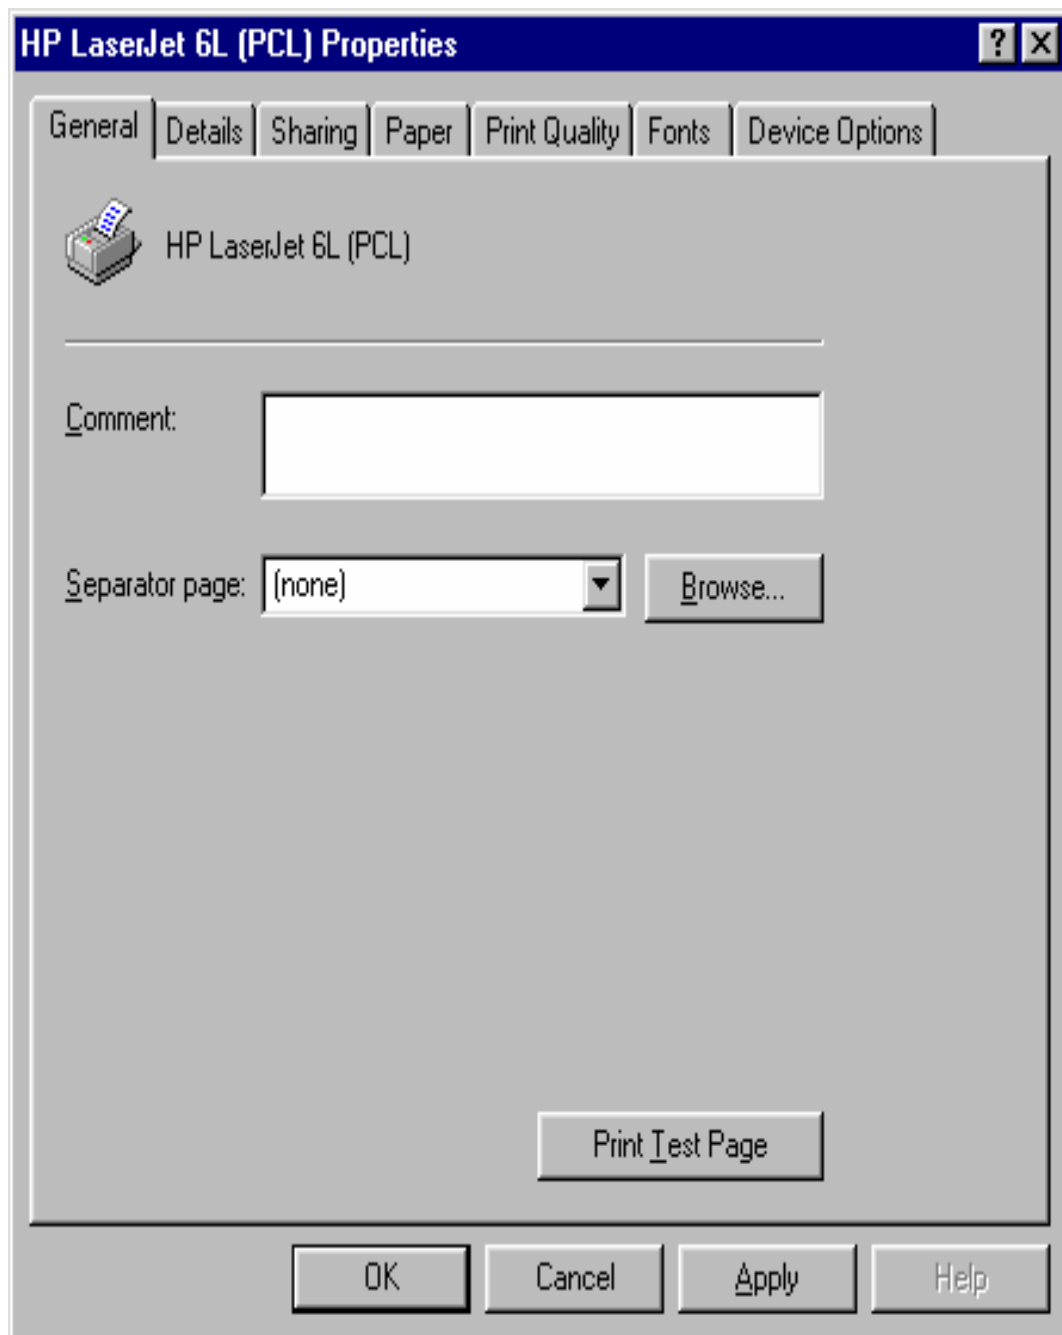 HP LaserJet 6L (PCL) Properties
General Details Sharing Paper Print Quality Fonts Device Options
HP LaserJet 6L (PCL)
Comment:
Separator page: (none) Browse...
Print Test Page
OK Cancel Apply Help